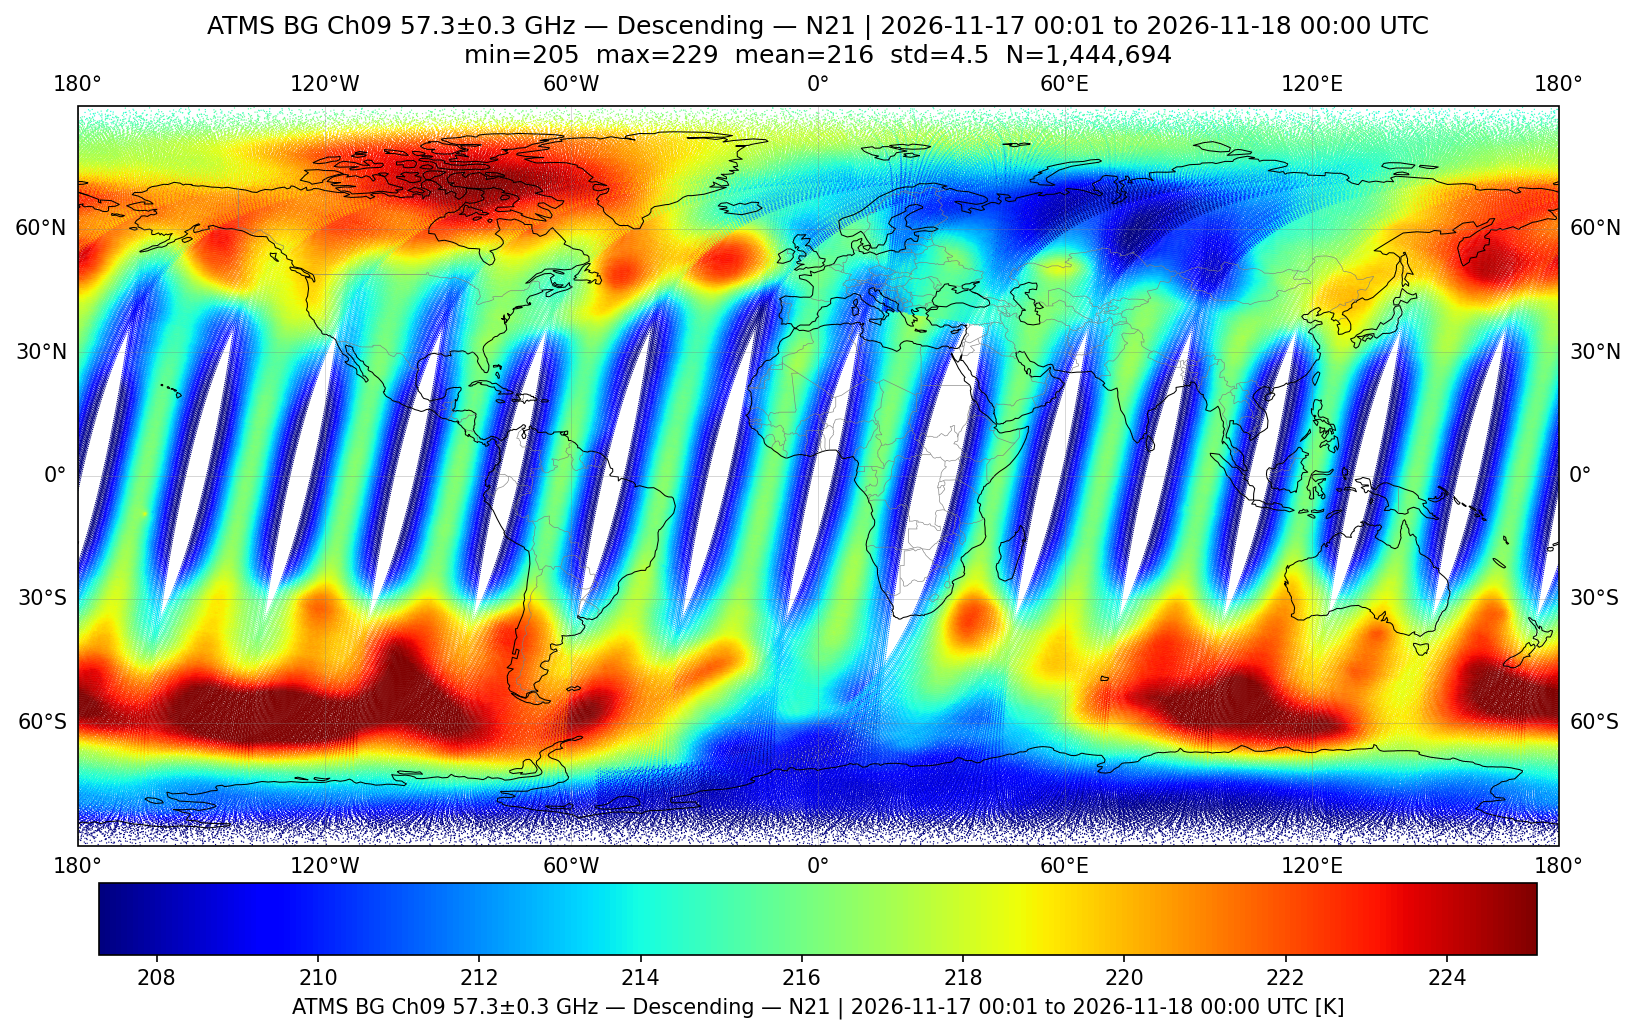 ATMS BG Ch09 57.3±0.3 GHz — Descending — N21 | 2026-11-17 00:01 to 2026-11-18 00:00 UTC
min=205 max=229 mean=216 std=4.5 N=1,444,694
180° 120°W 60°W 0° 60°E 120°E 180°
60°N 60°N
30°N 30°N
0° 0°
30°S 30°S
60°S 60°S
180° 120°W 60°W 0° 60°E 120°E 180°
208 210 212 214 216 218 220 222 224
ATMS BG Ch09 57.3±0.3 GHz — Descending — N21 | 2026-11-17 00:01 to 2026-11-18 00:00 UTC [K]